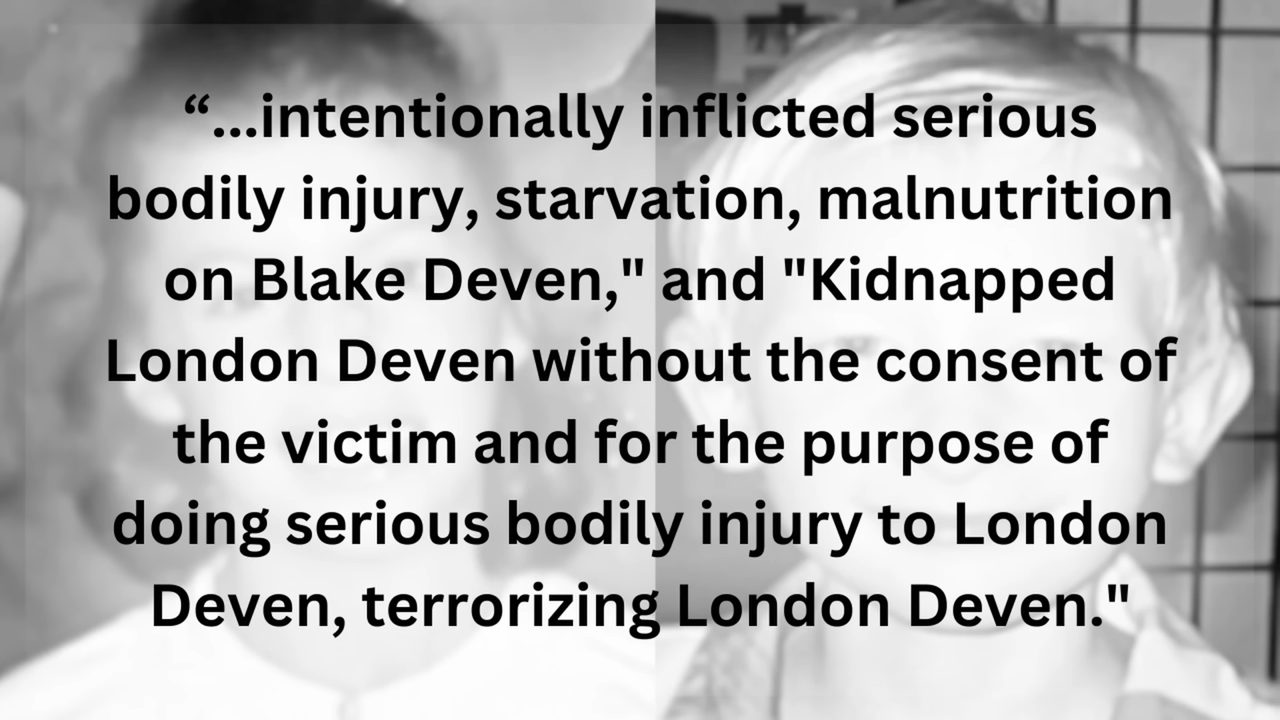 “...intentionally inflicted serious
bodily injury, starvation, malnutrition
on Blake Deven," and "Kidnapped
London Deven without the consent of
the victim and for the purpose of
doing serious bodily injury to London
Deven, terrorizing London Deven."